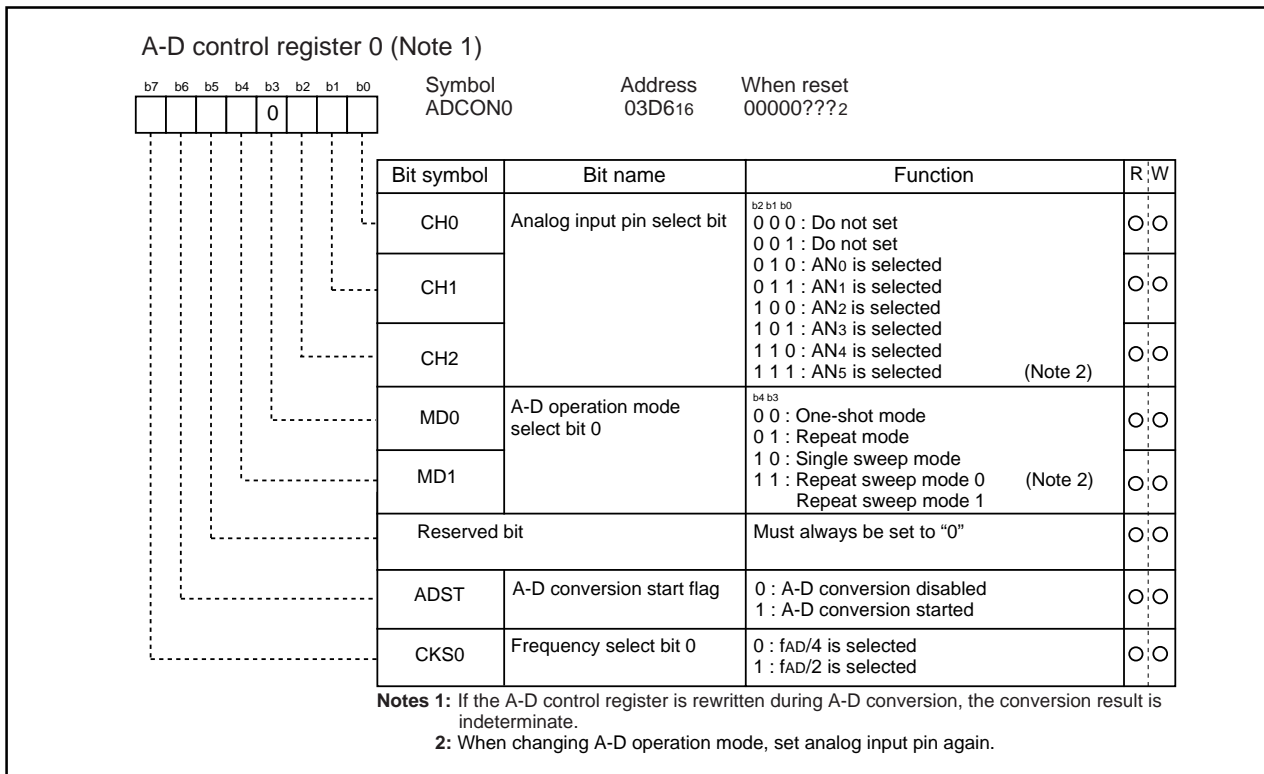 A-D control register 0 (Note 1)
b7 b6 b5 b4 b3 b2 b1 b0
0
Symbol Address When reset
ADCON0 03D616 00000???2
Bit symbol Bit name Function R W
CH0 Analog input pin select bit
b2 b1 b0
0 0 0 : Do not set
0 0 1 : Do not set
0 1 0 : AN0 is selected
CH1
0 1 1 : AN1 is selected
1 0 0 : AN2 is selected
1 0 1 : AN3 is selected
CH2
1 1 0 : AN4 is selected
1 1 1 : AN5 is selected (Note 2)
MD0 A-D operation mode
select bit 0
b4 b3
0 0 : One-shot mode
0 1 : Repeat mode
MD1
1 0 : Single sweep mode
1 1 : Repeat sweep mode 0 (Note 2)
Repeat sweep mode 1
Reserved bit Must always be set to “0”
ADST A-D conversion start flag 0 : A-D conversion disabled
1 : A-D conversion started
CKS0 Frequency select bit 0 0 : fAD/4 is selected
1 : fAD/2 is selected
Notes 1: If the A-D control register is rewritten during A-D conversion, the conversion result is
indeterminate.
2: When changing A-D operation mode, set analog input pin again.